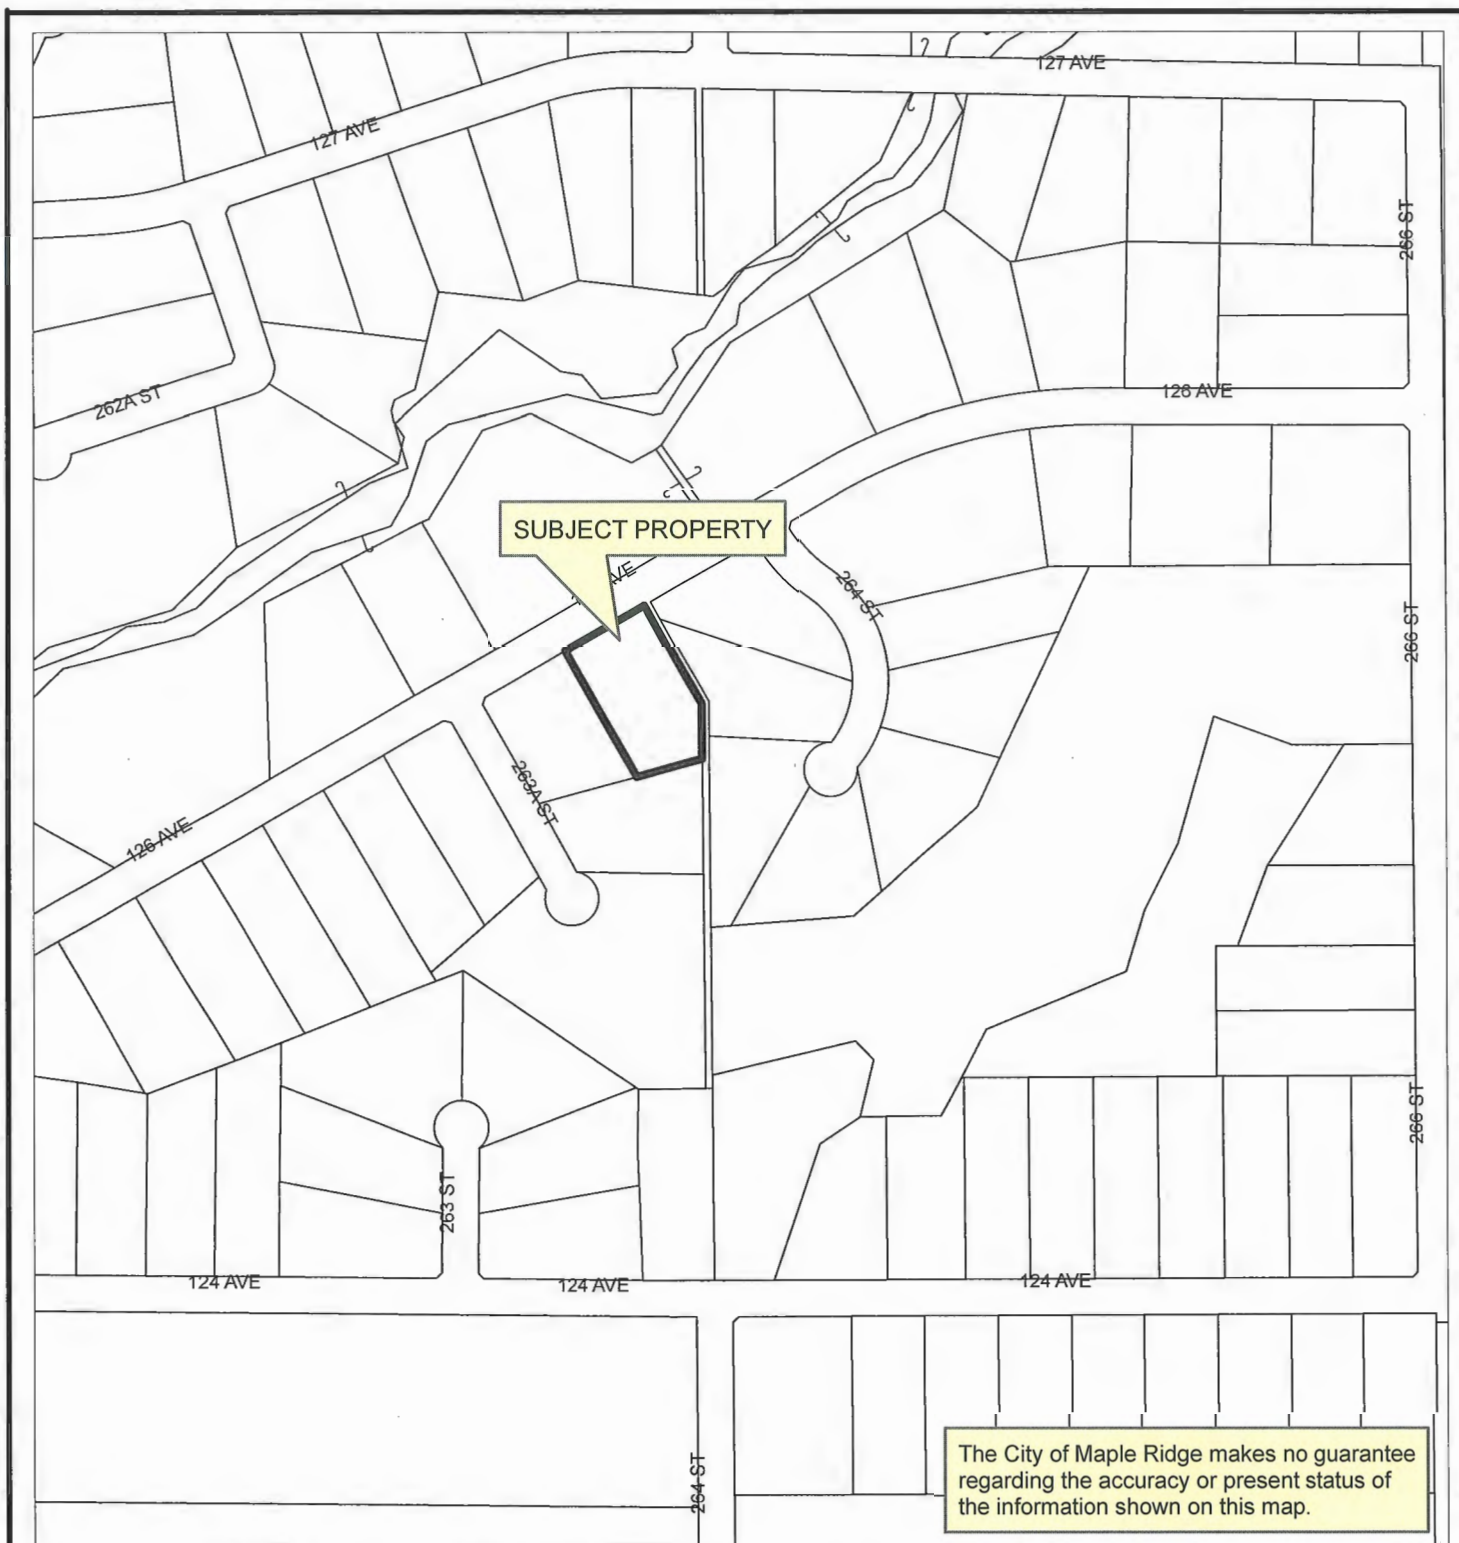 127 AVE
127 AVE
266 ST
126 AVE
262A ST
SUBJECT PROPERTY
AVE
264 ST
266 ST
263A ST
126 AVE
266 ST
263 ST
124 AVE
124 AVE
124 AVE
264 ST
The City of Maple Ridge makes no guarantee
regarding the accuracy or present status of
the information shown on this map.